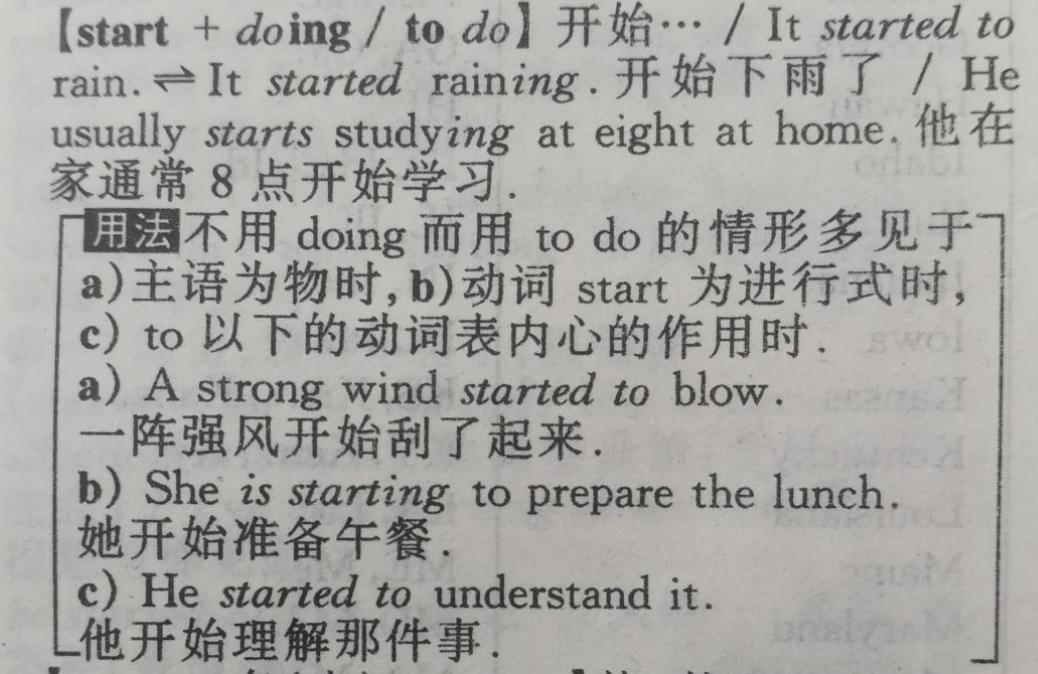 【start + doing / to do】开始… / It started to
rain. ⇌ It started raining. 开始下雨了 / He
usually starts studying at eight at home. 他在
家通常 8 点开始学习.
用法 不用 doing 而用 to do 的情形多见于
a)主语为物时, b)动词 start 为进行式时,
c) to 以下的动词表内心的作用时.
a) A strong wind started to blow.
一阵强风开始刮了起来.
b) She is starting to prepare the lunch.
她开始准备午餐.
c) He started to understand it.
他开始理解那件事.